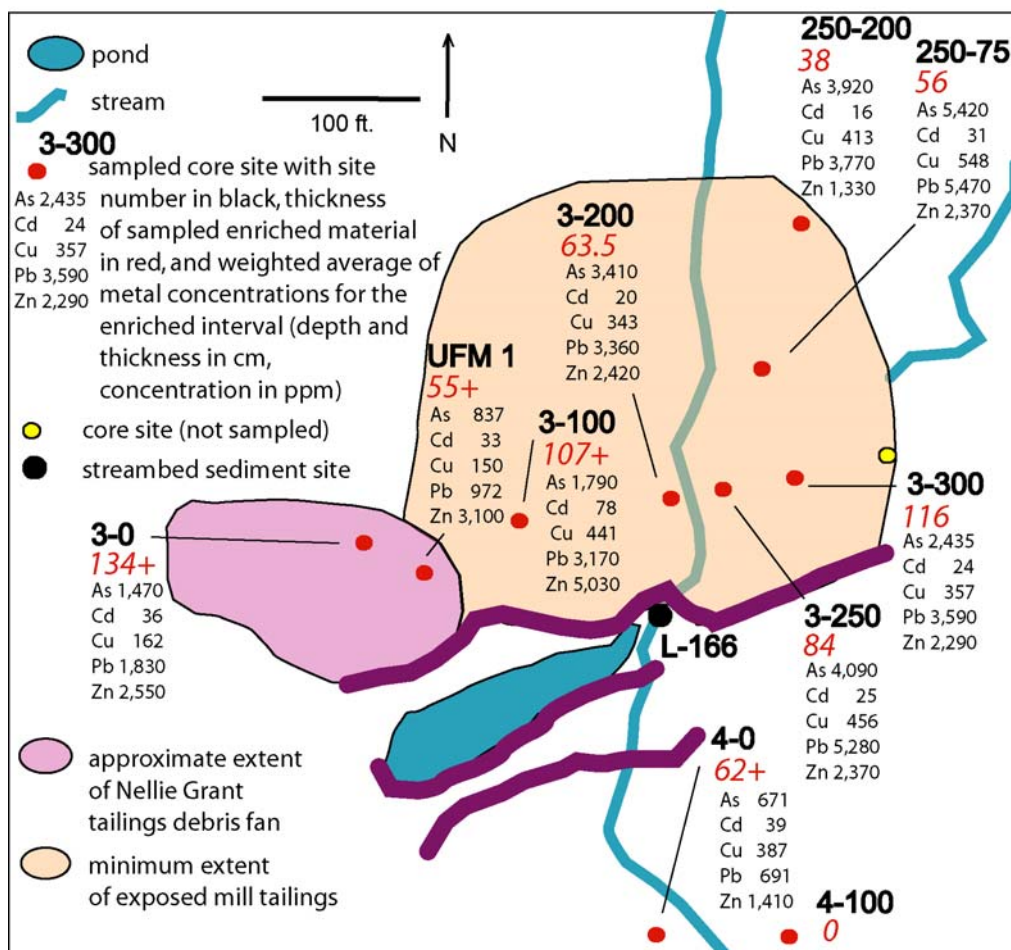 pond
stream
100 ft.
N
3-300
sampled core site with site
number in black, thickness
of sampled enriched material
in red, and weighted average of
metal concentrations for the
enriched interval (depth and
thickness in cm,
concentration in ppm)
As 2,435
Cd 24
Cu 357
Pb 3,590
Zn 2,290
core site (not sampled)
streambed sediment site
250-200
38
As 3,920
Cd 16
Cu 413
Pb 3,770
Zn 1,330
250-75
56
As 5,420
Cd 31
Cu 548
Pb 5,470
Zn 2,370
3-200
63.5
As 3,410
Cd 20
Cu 343
Pb 3,360
Zn 2,420
UFM 1
55+
As 837
Cd 33
Cu 150
Pb 972
Zn 3,100
3-100
107+
As 1,790
Cd 78
Cu 441
Pb 3,170
Zn 5,030
3-0
134+
As 1,470
Cd 36
Cu 162
Pb 1,830
Zn 2,550
3-300
116
As 2,435
Cd 24
Cu 357
Pb 3,590
Zn 2,290
L-166
3-250
84
As 4,090
Cd 25
Cu 456
Pb 5,280
Zn 2,370
4-0
62+
As 671
Cd 39
Cu 387
Pb 691
Zn 1,410
4-100
0
approximate extent
of Nellie Grant
tailings debris fan
minimum extent
of exposed mill tailings